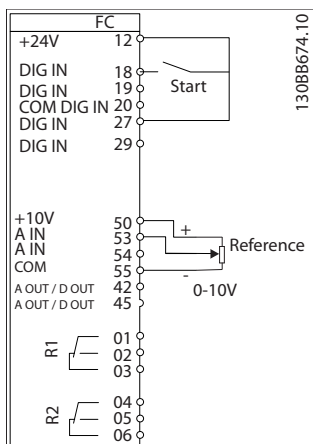 FC
+24V 12
DIG IN 18
DIG IN 19
COM DIG IN 20
DIG IN 27
DIG IN 29
Start
130BB674.10
+10V 50
A IN 53
A IN 54
COM 55
A OUT / D OUT 42
A OUT / D OUT 45
+
Reference
-
0-10V
R1
01
02
03
R2
04
05
06